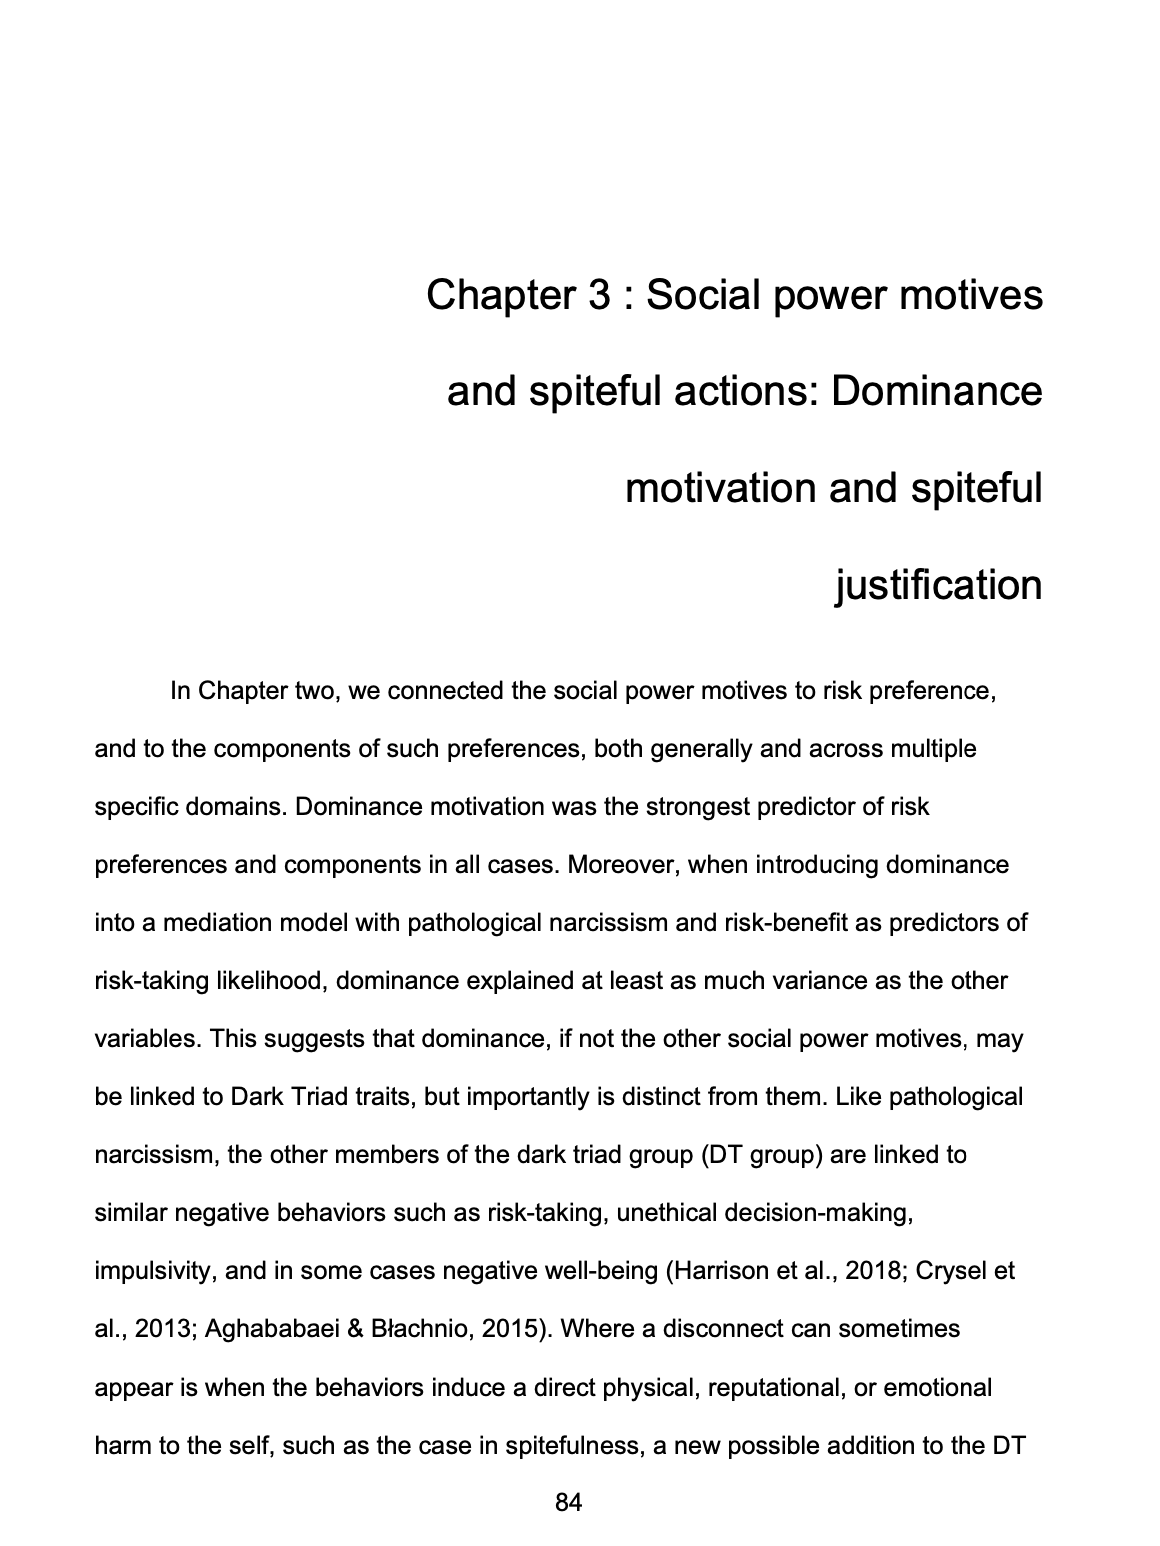 Chapter 3 : Social power motives
and spiteful actions: Dominance
motivation and spiteful
justification
In Chapter two, we connected the social power motives to risk preference,
and to the components of such preferences, both generally and across multiple
specific domains. Dominance motivation was the strongest predictor of risk
preferences and components in all cases. Moreover, when introducing dominance
into a mediation model with pathological narcissism and risk-benefit as predictors of
risk-taking likelihood, dominance explained at least as much variance as the other
variables. This suggests that dominance, if not the other social power motives, may
be linked to Dark Triad traits, but importantly is distinct from them. Like pathological
narcissism, the other members of the dark triad group (DT group) are linked to
similar negative behaviors such as risk-taking, unethical decision-making,
impulsivity, and in some cases negative well-being (Harrison et al., 2018; Crysel et
al., 2013; Aghababaei & Błachnio, 2015). Where a disconnect can sometimes
appear is when the behaviors induce a direct physical, reputational, or emotional
harm to the self, such as the case in spitefulness, a new possible addition to the DT
84